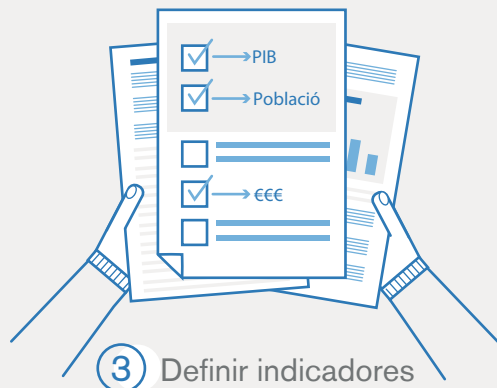 PIB
Població
€€€
3 Definir indicadores